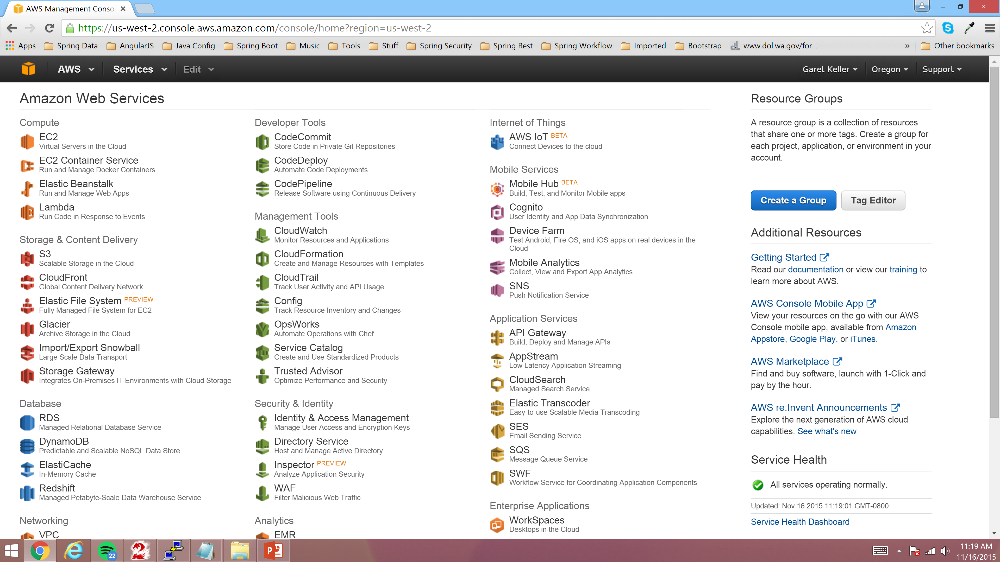 AWS Management Conso
https://us-west-2.console.aws.amazon.com/console/home?region=us-west-2
Apps Spring Data AngularJS Java Config Spring Boot Music Tools Stuff Spring Security Spring Rest Spring Workflow Imported Bootstrap www.dol.wa.gov/for... » Other bookmarks
AWS Services Edit Garet Keller Oregon Support
Amazon Web Services
Compute
EC2
Virtual Servers in the Cloud
EC2 Container Service
Run and Manage Docker Containers
Elastic Beanstalk
Run and Manage Web Apps
Lambda
Run Code in Response to Events
Storage & Content Delivery
S3
Scalable Storage in the Cloud
CloudFront
Global Content Delivery Network
Elastic File System PREVIEW
Fully Managed File System for EC2
Glacier
Archive Storage in the Cloud
Import/Export Snowball
Large Scale Data Transport
Storage Gateway
Integrates On-Premises IT Environments with Cloud Storage
Database
RDS
Managed Relational Database Service
DynamoDB
Predictable and Scalable NoSQL Data Store
ElastiCache
In-Memory Cache
Redshift
Managed Petabyte-Scale Data Warehouse Service
Networking
VPC
Developer Tools
CodeCommit
Store Code in Private Git Repositories
CodeDeploy
Automate Code Deployments
CodePipeline
Release Software using Continuous Delivery
Management Tools
CloudWatch
Monitor Resources and Applications
CloudFormation
Create and Manage Resources with Templates
CloudTrail
Track User Activity and API Usage
Config
Track Resource Inventory and Changes
OpsWorks
Automate Operations with Chef
Service Catalog
Create and Use Standardized Products
Trusted Advisor
Optimize Performance and Security
Security & Identity
Identity & Access Management
Manage User Access and Encryption Keys
Directory Service
Host and Manage Active Directory
Inspector PREVIEW
Analyze Application Security
WAF
Filter Malicious Web Traffic
Analytics
EMR
Internet of Things
AWS IoT BETA
Connect Devices to the cloud
Mobile Services
Mobile Hub BETA
Build, Test, and Monitor Mobile apps
Cognito
User Identity and App Data Synchronization
Device Farm
Test Android, Fire OS, and iOS apps on real devices in the
Cloud
Mobile Analytics
Collect, View and Export App Analytics
SNS
Push Notification Service
Application Services
API Gateway
Build, Deploy and Manage APIs
AppStream
Low Latency Application Streaming
CloudSearch
Managed Search Service
Elastic Transcoder
Easy-to-use Scalable Media Transcoding
SES
Email Sending Service
SQS
Message Queue Service
SWF
Workflow Service for Coordinating Application Components
Enterprise Applications
WorkSpaces
Desktops in the Cloud
Resource Groups
A resource group is a collection of resources
that share one or more tags. Create a group for
each project, application, or environment in your
account.
Create a Group Tag Editor
Additional Resources
Getting Started
Read our documentation or view our training to
learn more about AWS.
AWS Console Mobile App
View your resources on the go with our AWS
Console mobile app, available from Amazon
Appstore, Google Play, or iTunes.
AWS Marketplace
Find and buy software, launch with 1-Click and
pay by the hour.
AWS re:Invent Announcements
Explore the next generation of AWS cloud
capabilities. See what's new
Service Health
All services operating normally.
Updated: Nov 16 2015 11:19:01 GMT-0800
Service Health Dashboard
22
11:19 AM
11/16/2015